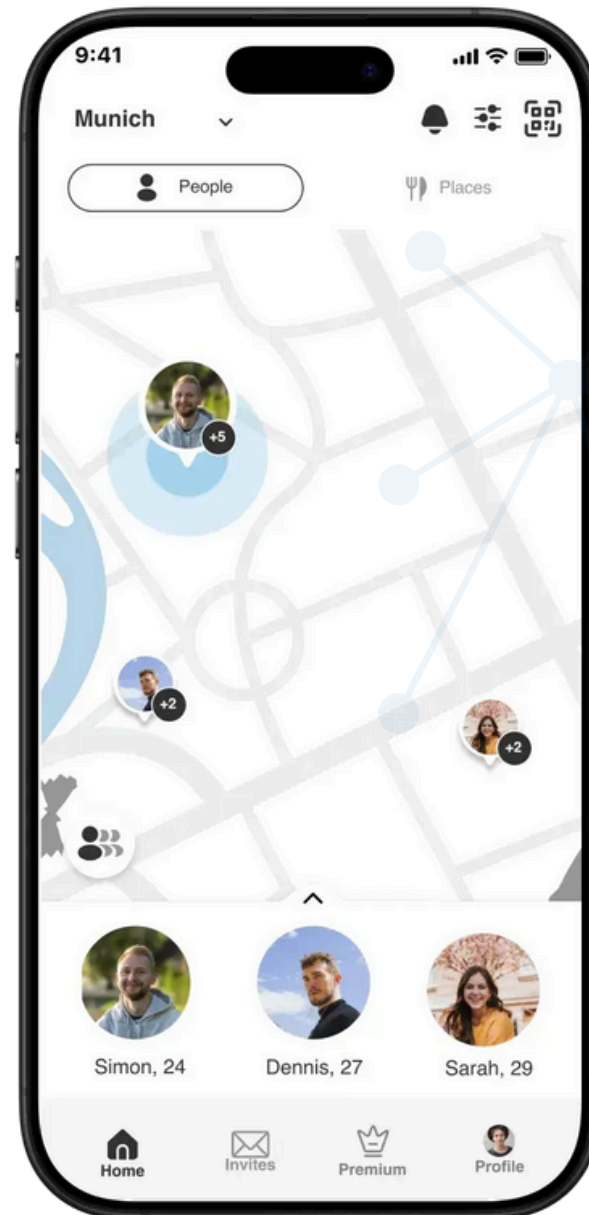 9:41
Munich
People
Places
+5
+2
+2
Simon, 24
Dennis, 27
Sarah, 29
Home
Invites
Premium
Profile